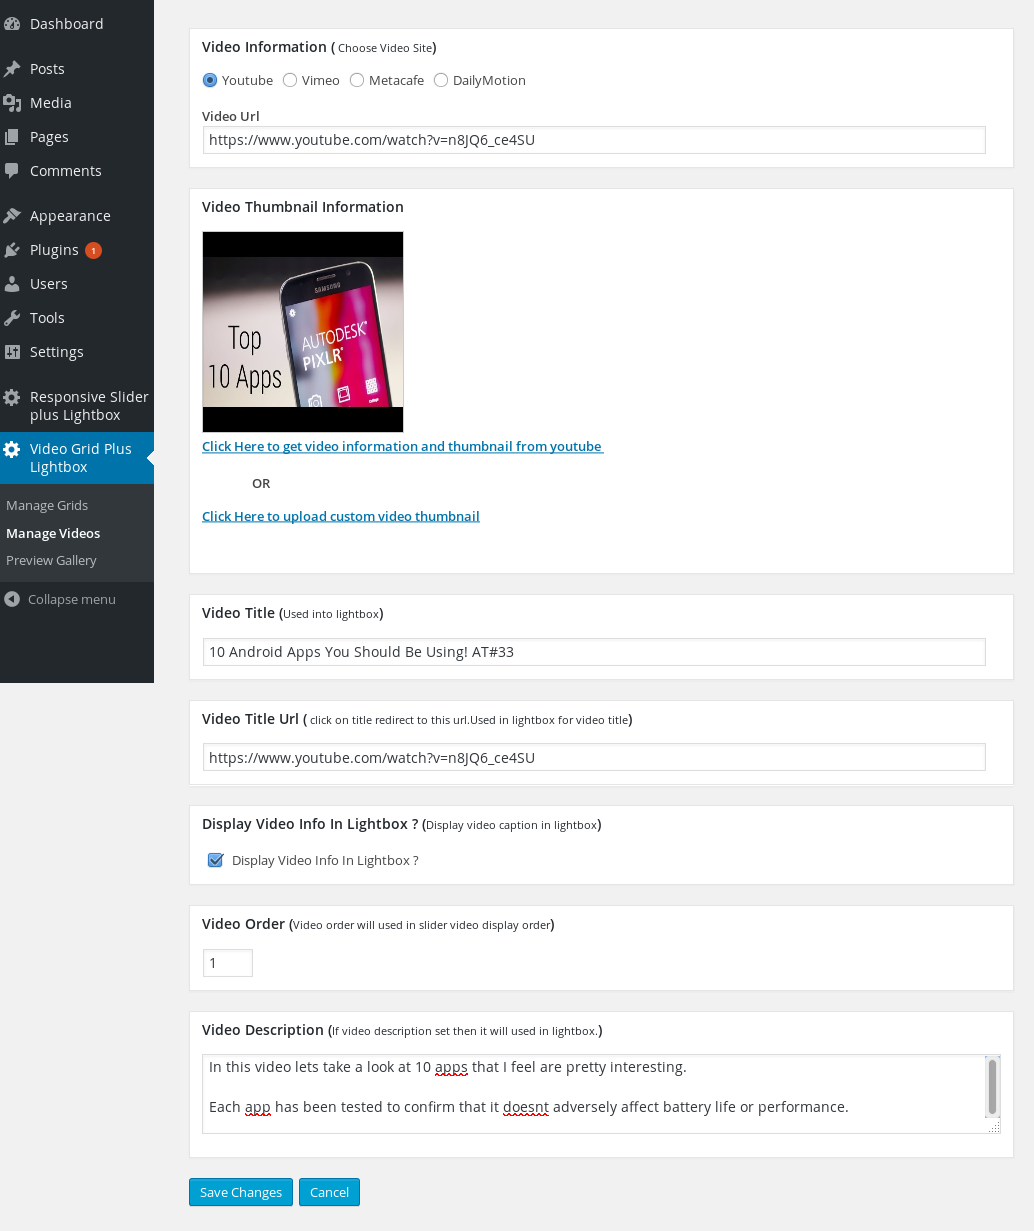 Dashboard
Posts
Media
Pages
Comments
Appearance
Plugins 1
Users
Tools
Settings
Responsive Slider
plus Lightbox
Video Grid Plus
Lightbox
Manage Grids
Manage Videos
Preview Gallery
Collapse menu
Video Information ( Choose Video Site)
Youtube Vimeo Metacafe DailyMotion
Video Url
https://www.youtube.com/watch?v=n8JQ6_ce4SU
Video Thumbnail Information
SAMSUNG
Top
10 Apps
AUTODESK
PIXLR
Click Here to get video information and thumbnail from youtube
OR
Click Here to upload custom video thumbnail
Video Title (Used into lightbox)
10 Android Apps You Should Be Using! AT#33
Video Title Url ( click on title redirect to this url.Used in lightbox for video title)
https://www.youtube.com/watch?v=n8JQ6_ce4SU
Display Video Info In Lightbox ? (Display video caption in lightbox)
Display Video Info In Lightbox ?
Video Order (Video order will used in slider video display order)
1
Video Description (If video description set then it will used in lightbox.)
In this video lets take a look at 10 apps that I feel are pretty interesting.
Each app has been tested to confirm that it doesnt adversely affect battery life or performance.
Save Changes Cancel